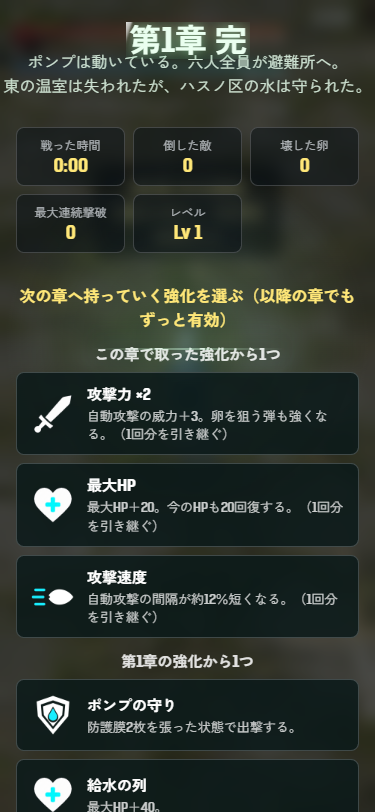 第1章 完
ポンプは動いている。六人全員が避難所へ。
東の温室は失われたが、ハスノ区の水は守られた。
戦った時間
0:00
倒した敵
0
壊した卵
0
最大連続撃破
0
レベル
Lv 1
次の章へ持っていく強化を選ぶ（以降の章でも
ずっと有効）
この章で取った強化から1つ
攻撃力 ×2
自動攻撃の威力＋3。卵を狙う弾も強くな
る。（1回分を引き継ぐ）
最大HP
最大HP＋20。今のHPも20回復する。（1回分
を引き継ぐ）
攻撃速度
自動攻撃の間隔が約12%短くなる。（1回分
を引き継ぐ）
第1章の強化から1つ
ポンプの守り
防護膜2枚を張った状態で出撃する。
給水の列
最大HP＋40。